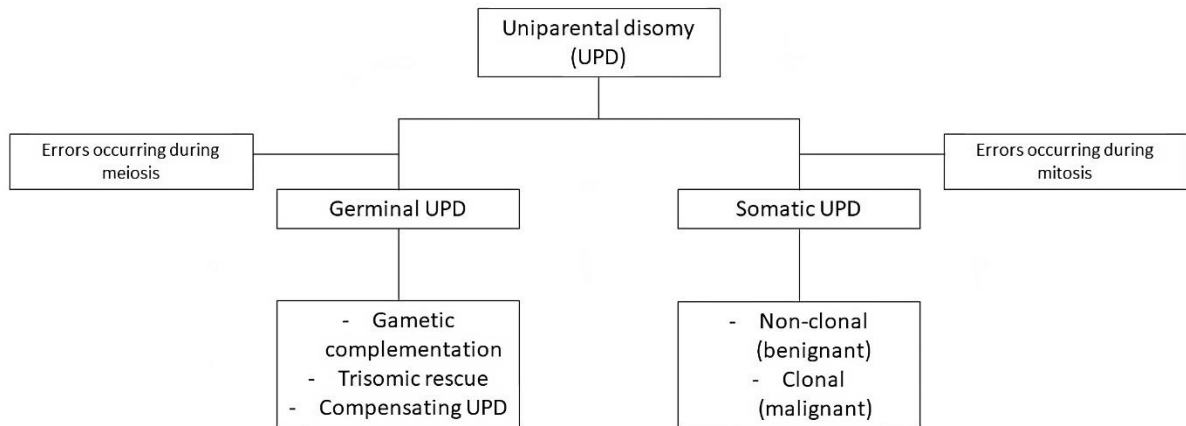 Uniparental disomy
(UPD)
Errors occurring during
meiosis
Errors occurring during
mitosis
Germinal UPD
Somatic UPD
- Gametic
complementation
- Trisomic rescue
- Compensating UPD
- Non-clonal
(benignant)
- Clonal
(malignant)